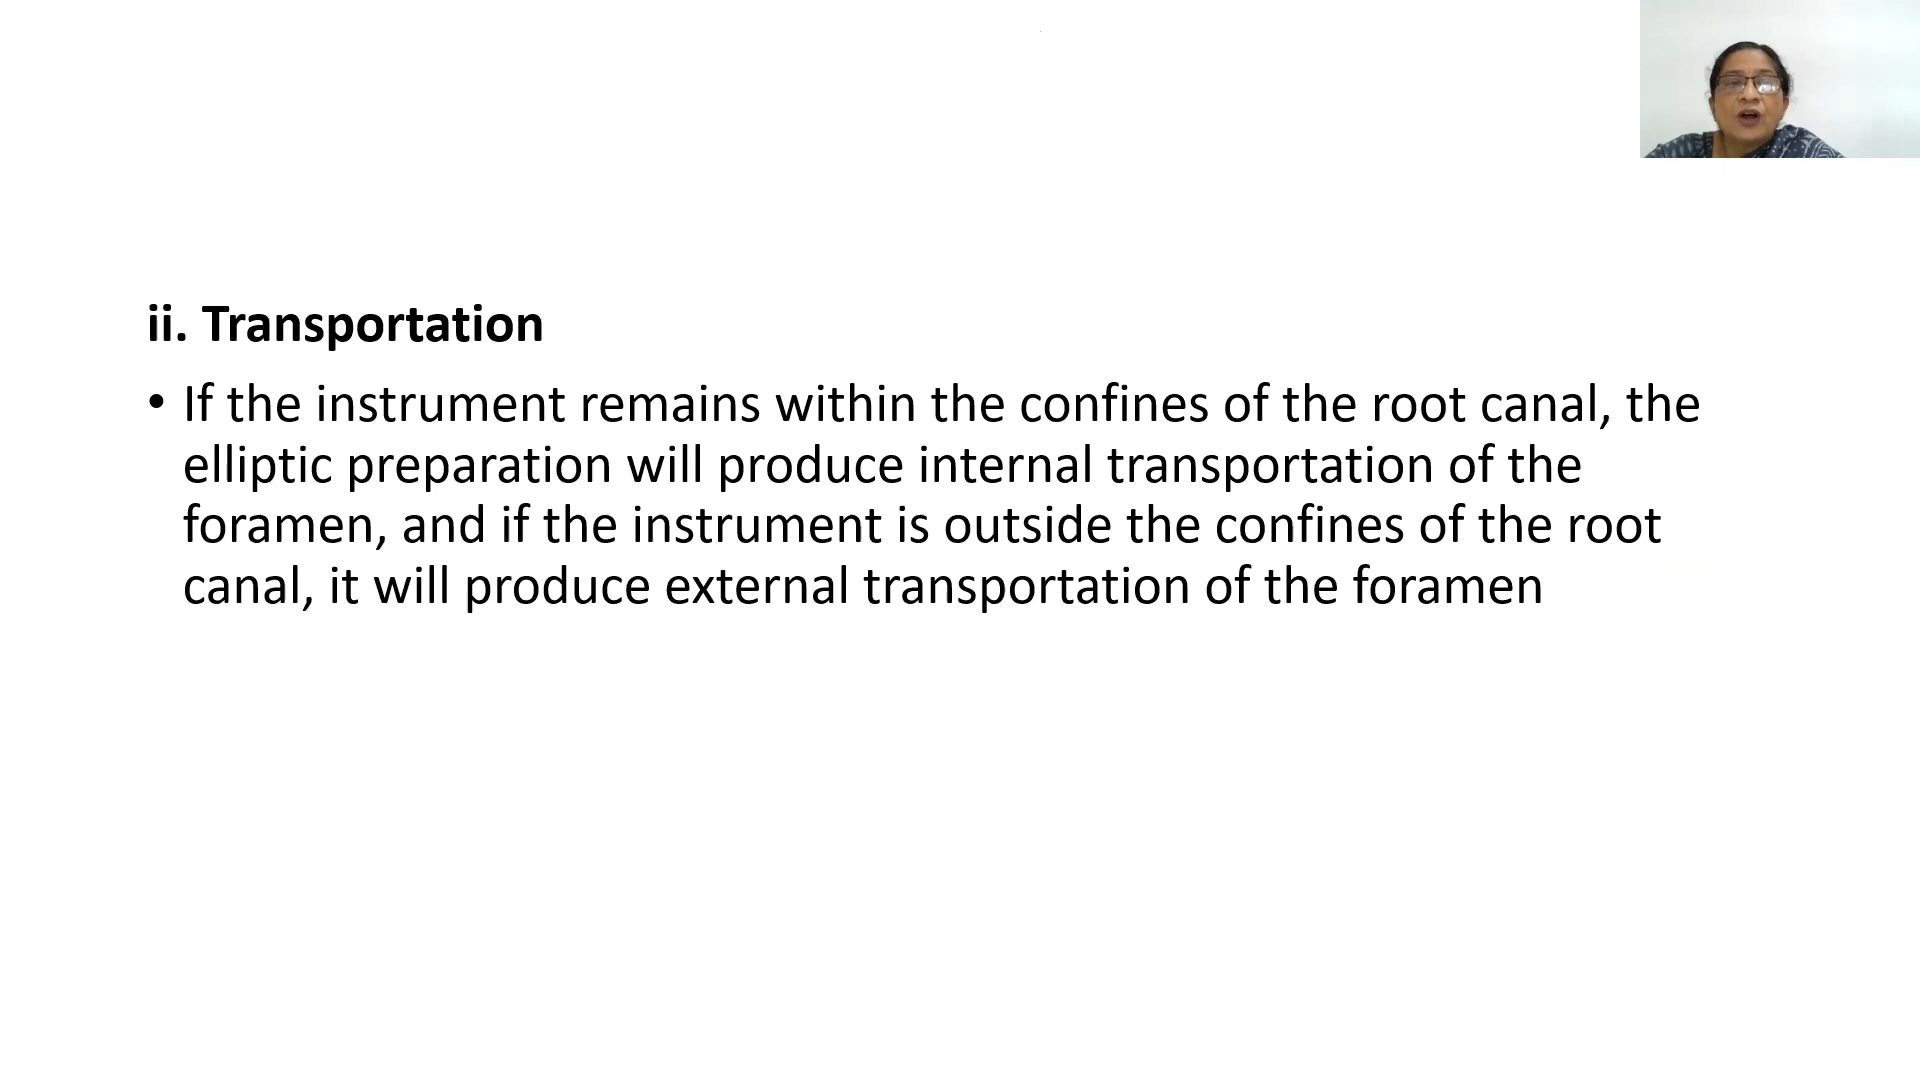 ii. Transportation
• If the instrument remains within the confines of the root canal, the
elliptic preparation will produce internal transportation of the
foramen, and if the instrument is outside the confines of the root
canal, it will produce external transportation of the foramen